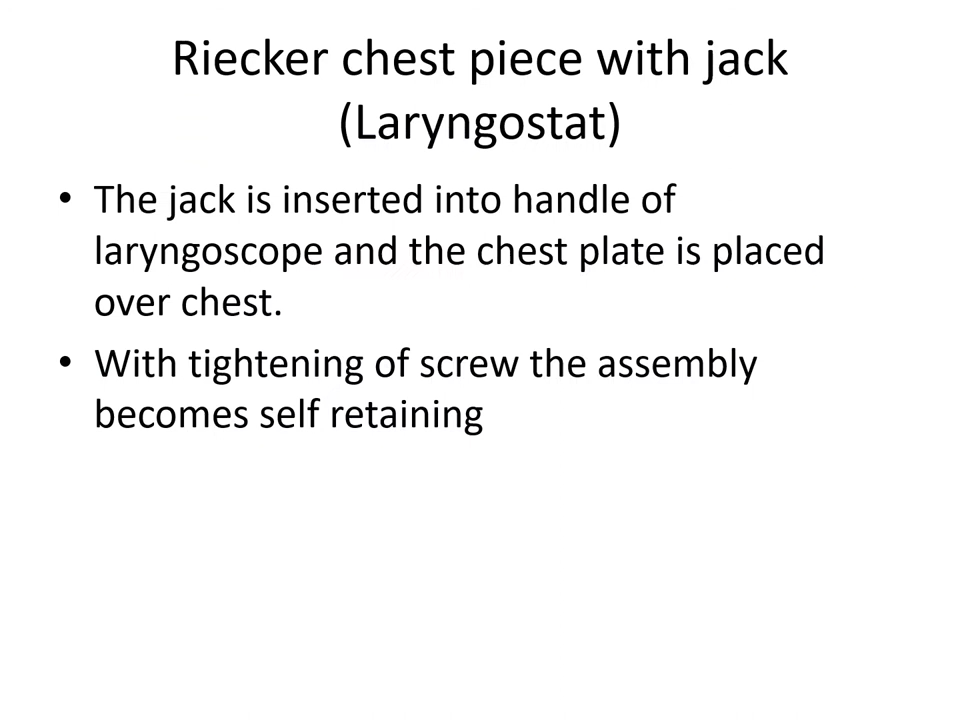 Riecker chest piece with jack
(Laryngostat)
• The jack is inserted into handle of
laryngoscope and the chest plate is placed
over chest.
• With tightening of screw the assembly
becomes self retaining